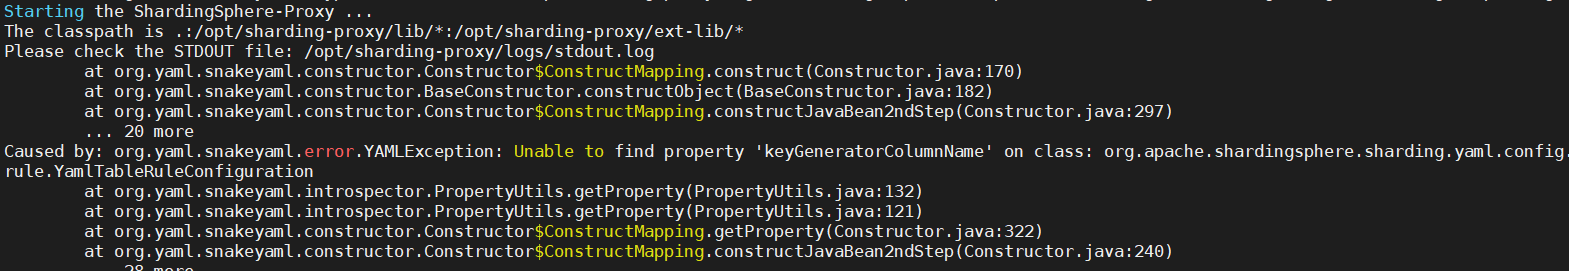 Starting the ShardingSphere-Proxy ...
The classpath is .:/opt/sharding-proxy/lib/*:/opt/sharding-proxy/ext-lib/*
Please check the STDOUT file: /opt/sharding-proxy/logs/stdout.log
        at org.yaml.snakeyaml.constructor.Constructor$ConstructMapping.construct(Constructor.java:170)
        at org.yaml.snakeyaml.constructor.BaseConstructor.constructObject(BaseConstructor.java:182)
        at org.yaml.snakeyaml.constructor.Constructor$ConstructMapping.constructJavaBean2ndStep(Constructor.java:297)
        ... 20 more
Caused by: org.yaml.snakeyaml.error.YAMLException: Unable to find property 'keyGeneratorColumnName' on class: org.apache.shardingsphere.sharding.yaml.config.
rule.YamlTableRuleConfiguration
        at org.yaml.snakeyaml.introspector.PropertyUtils.getProperty(PropertyUtils.java:132)
        at org.yaml.snakeyaml.introspector.PropertyUtils.getProperty(PropertyUtils.java:121)
        at org.yaml.snakeyaml.constructor.Constructor$ConstructMapping.getProperty(Constructor.java:322)
        at org.yaml.snakeyaml.constructor.Constructor$ConstructMapping.constructJavaBean2ndStep(Constructor.java:240)
        ... 28 more